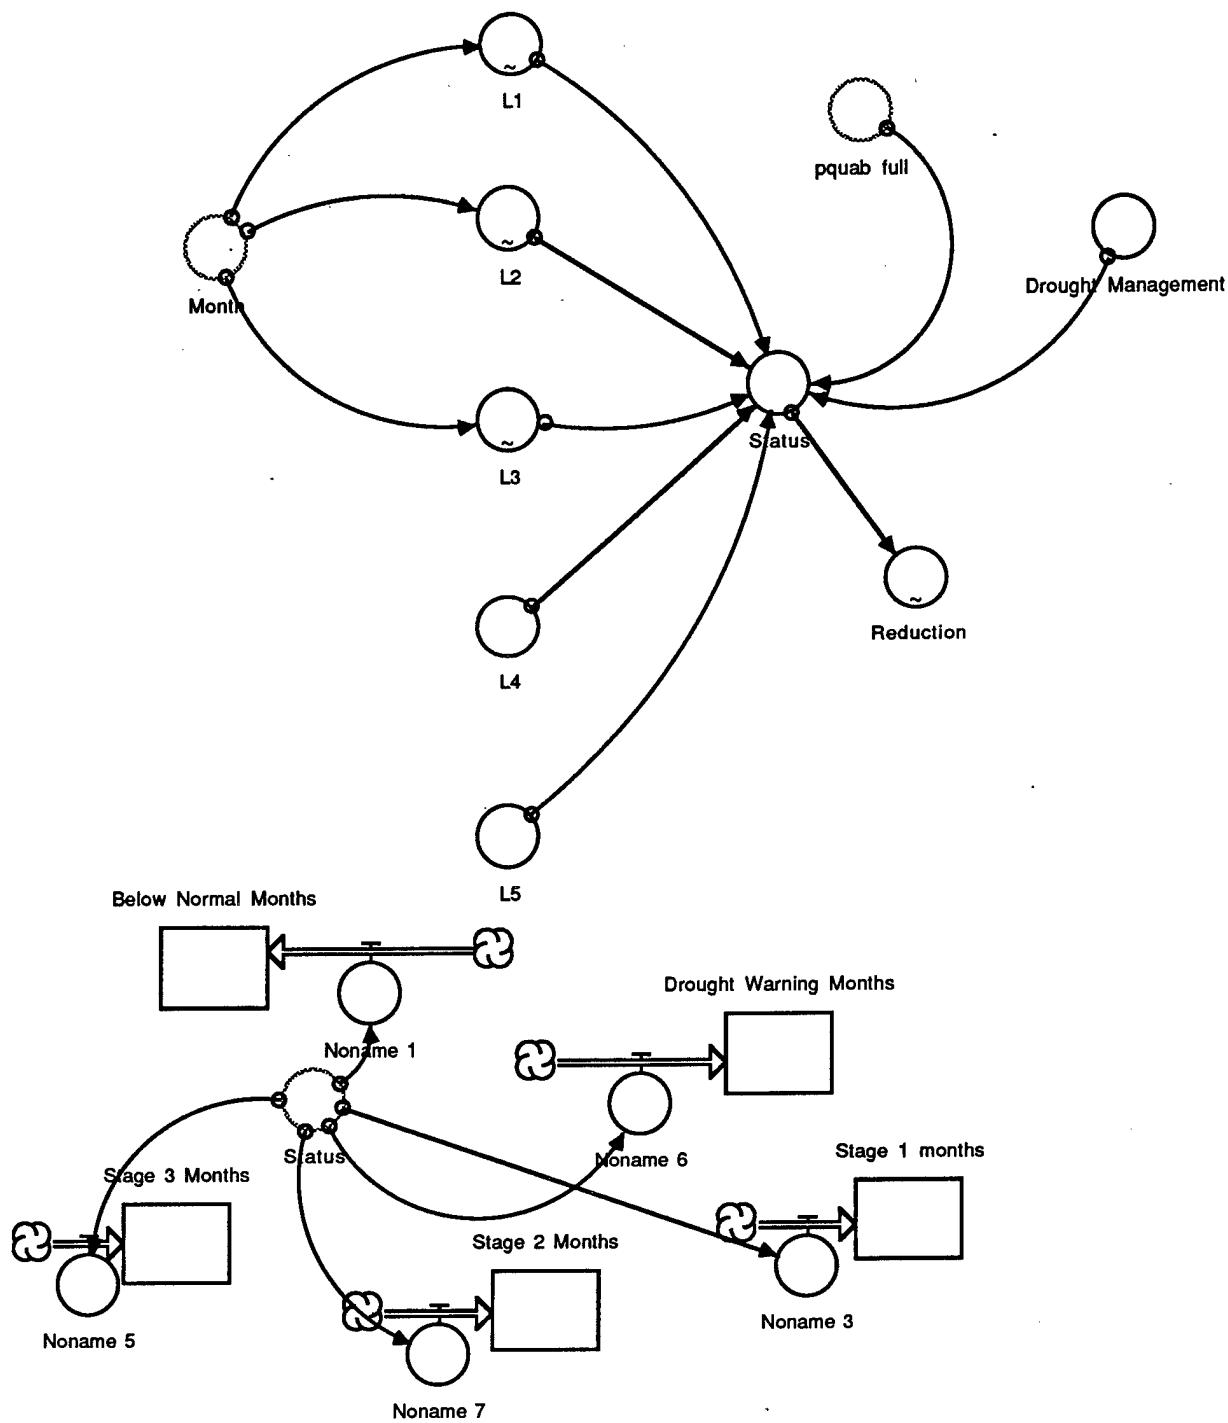 L1
pquab full
L2
Drought Management
Month
Status
L3
Reduction
L4
L5
Below Normal Months
Drought Warning Months
Noname 1
Status
Noname 6
Stage 1 months
Stage 3 Months
Stage 2 Months
Noname 3
Noname 5
Noname 7